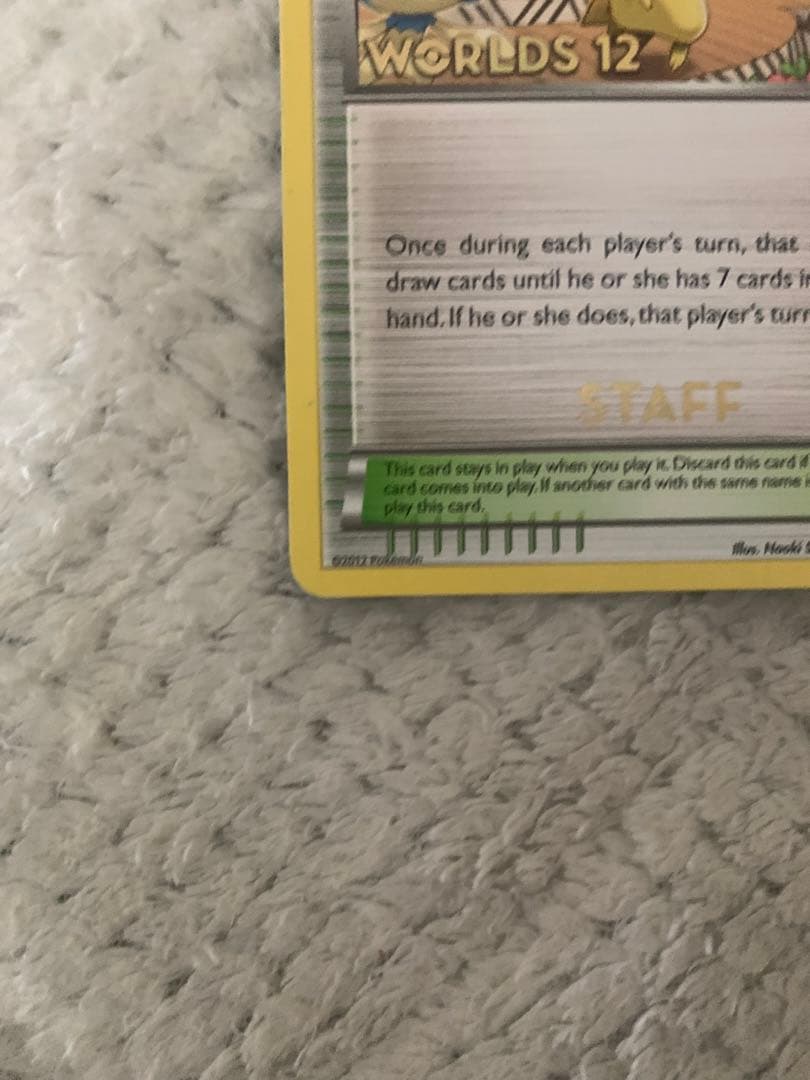 WORLDS 12
Once during each player's turn, that
draw cards until he or she has 7 cards in
hand. If he or she does, that player's turn
STAFF
This card stays in play when you play it. Discard this card if
card comes into play. If another card with the same name is
play this card.
©2012 Pokémon
Illus. Naoki S